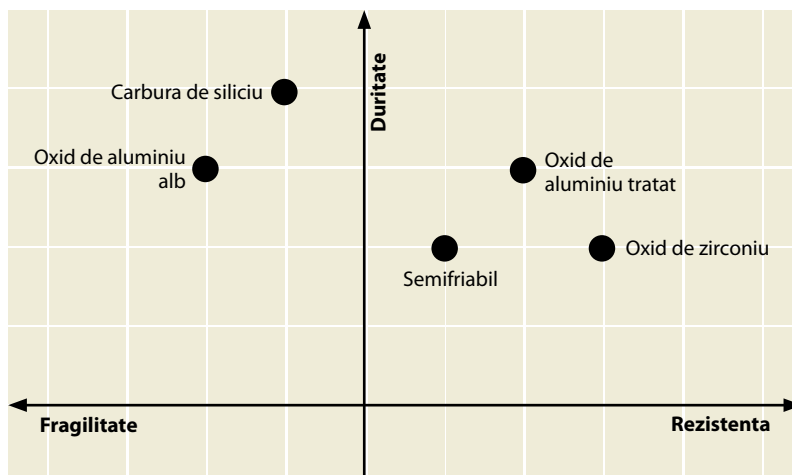 Duritate
Carbura de siliciu
Oxid de aluminiu
alb
Oxid de
aluminiu tratat
Oxid de zirconiu
Semifriabil
Fragilitate
Rezistenta